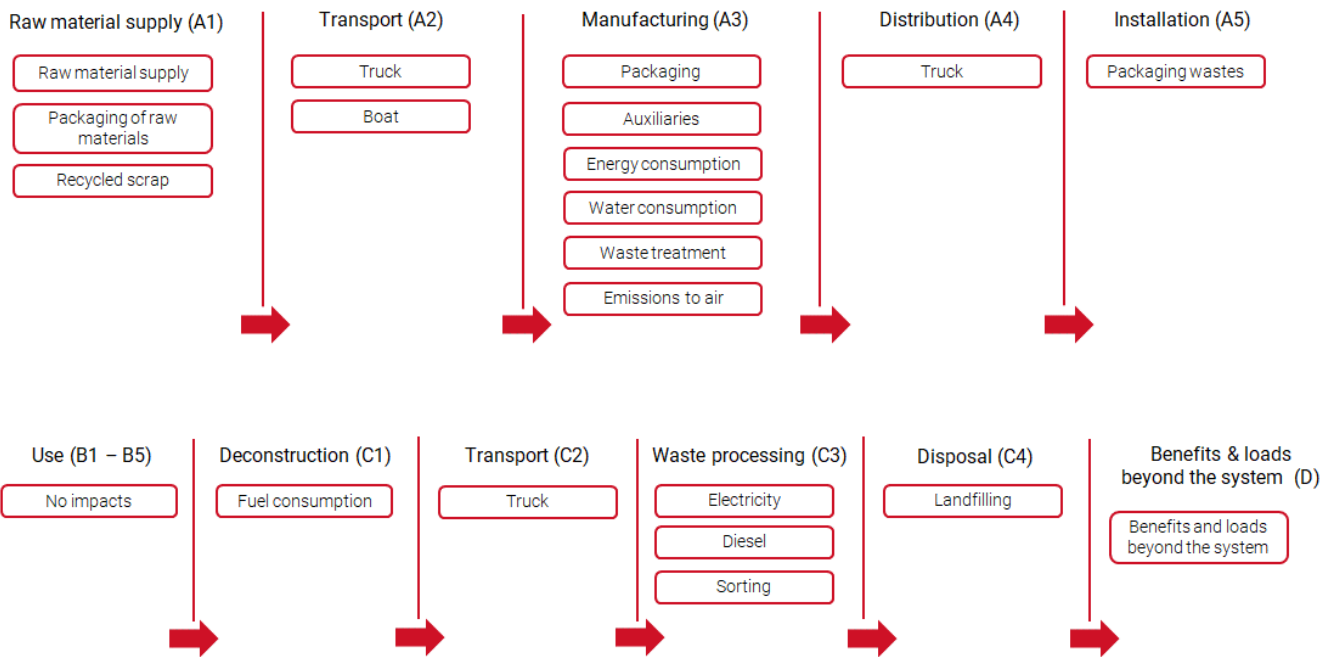 Raw material supply (A1)
Raw material supply
Packaging of raw
materials
Recycled scrap
Transport (A2)
Truck
Boat
Manufacturing (A3)
Packaging
Auxiliaries
Energy consumption
Water consumption
Waste treatment
Emissions to air
Distribution (A4)
Truck
Installation (A5)
Packaging wastes
Use (B1 – B5)
No impacts
Deconstruction (C1)
Fuel consumption
Transport (C2)
Truck
Waste processing (C3)
Electricity
Diesel
Sorting
Disposal (C4)
Landfilling
Benefits & loads
beyond the system (D)
Benefits and loads
beyond the system